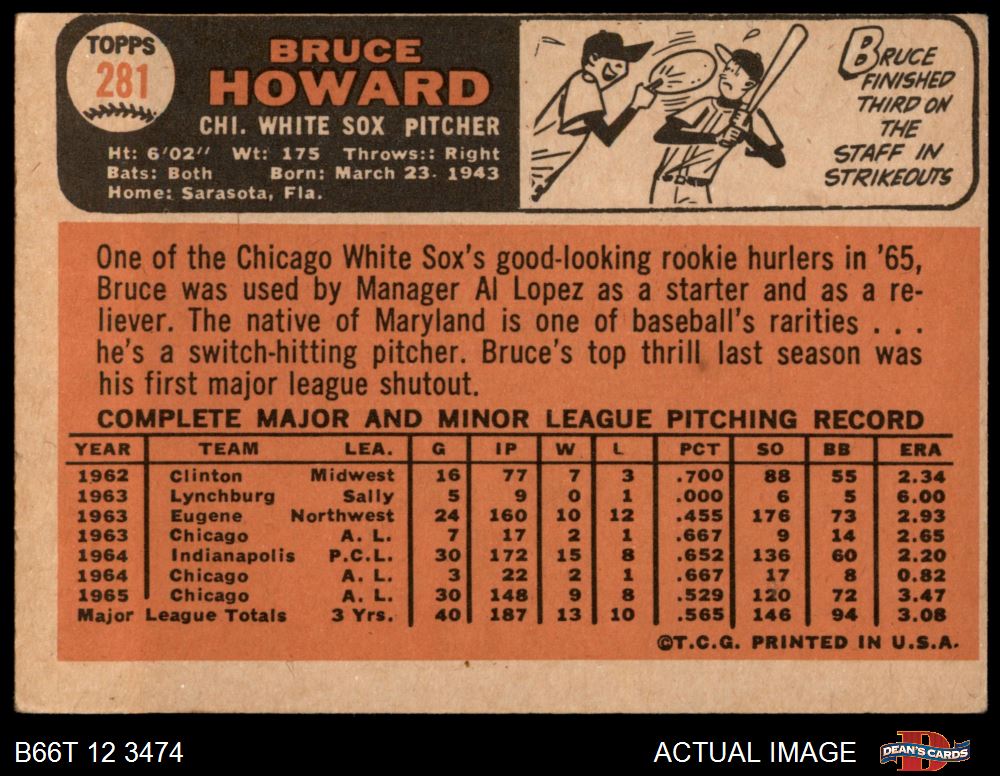 TOPPS
281
BRUCE
HOWARD
CHI. WHITE SOX PITCHER
Ht: 6'02" Wt: 175 Throws:: Right
Bats: Both Born: March 23. 1943
Home: Sarasota, Fla.
BRUCE
FINISHED
THIRD ON
THE
STAFF IN
STRIKEOUTS
One of the Chicago White Sox's good-looking rookie hurlers in '65,
Bruce was used by Manager Al Lopez as a starter and as a re-
liever. The native of Maryland is one of baseball's rarities . . .
he's a switch-hitting pitcher. Bruce's top thrill last season was
his first major league shutout.
COMPLETE MAJOR AND MINOR LEAGUE PITCHING RECORD
YEAR TEAM LEA. G IP W L PCT SO BB ERA
1962 Clinton Midwest 16 77 7 3 .700 88 55 2.34
1963 Lynchburg Sally 5 9 0 1 .000 6 5 6.00
1963 Eugene Northwest 24 160 10 12 .455 176 73 2.93
1963 Chicago A. L. 7 17 2 1 .667 9 14 2.65
1964 Indianapolis P.C.L. 30 172 15 8 .652 136 60 2.20
1964 Chicago A. L. 3 22 2 1 .667 17 8 0.82
1965 Chicago A. L. 30 148 9 8 .529 120 72 3.47
Major League Totals 3 Yrs. 40 187 13 10 .565 146 94 3.08
©T.C.G. PRINTED IN U.S.A.
B66T 12 3474
ACTUAL IMAGE
D
DEAN'S CARDS